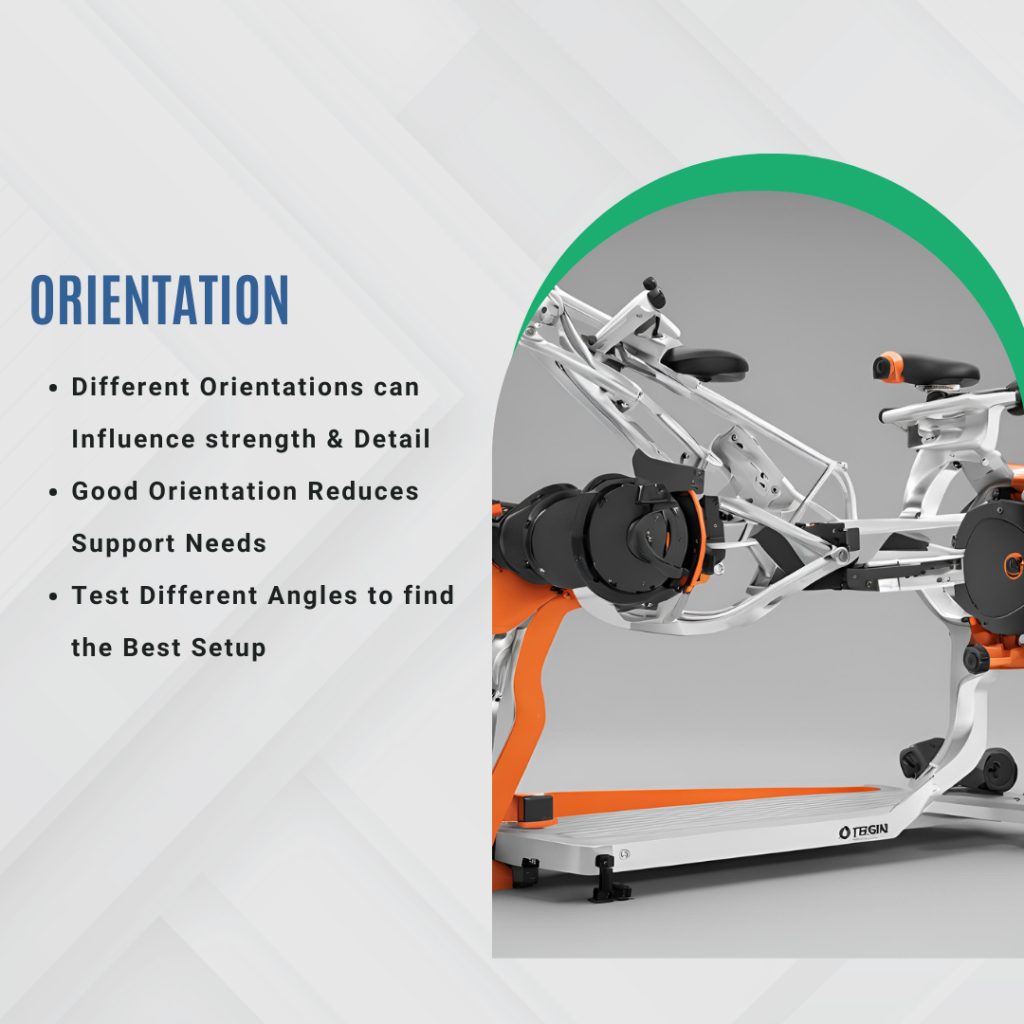 ORIENTATION
• Different Orientations can
Influence strength & Detail
• Good Orientation Reduces
Support Needs
• Test Different Angles to find
the Best Setup